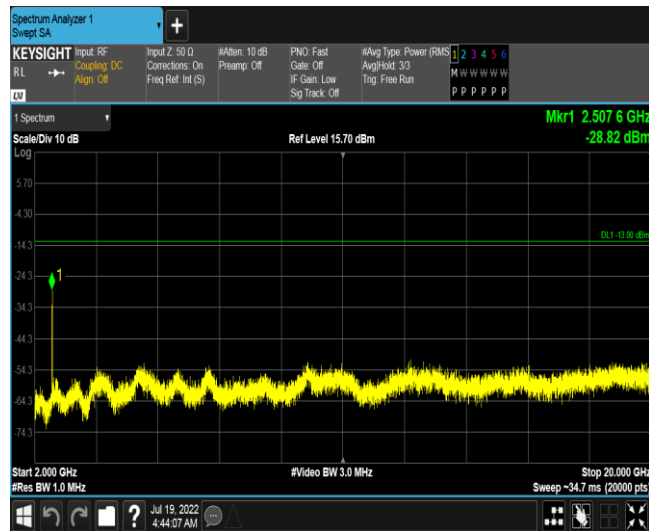 Spectrum Analyzer 1
Swept SA
+
KEYSIGHT Input: RF Input Z: 50 Ω #Atten: 10 dB PNO: Fast #Avg Type: Power (RMS 1 2 3 4 5 6
RL Coupling: DC Corrections: On Preamp: Off Gate: Off Avg|Hold: 3/3 M W W W W W
Align: Off Freq Ref: Int (S) IF Gain: Low Trig: Free Run
Sig Track: Off P P P P P P
LXI
1 Spectrum Mkr1 2.507 6 GHz
Scale/Div 10 dB Ref Level 15.70 dBm -28.82 dBm
Log
5.70
-4.30
DL1 -13.00 dBm
-14.3
-24.3
1
-34.3
-44.3
-54.3
-64.3
-74.3
Start 2.000 GHz #Video BW 3.0 MHz Stop 20.000 GHz
#Res BW 1.0 MHz Sweep ~34.7 ms (20000 pts)
? Jul 19, 2022
4:44:07 AM